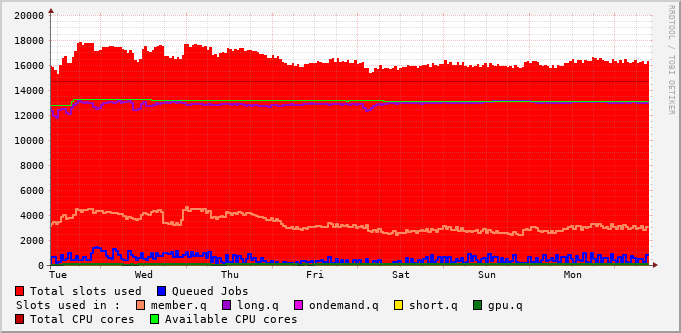 20000
18000
16000
14000
12000
10000
8000
6000
4000
2000
0
Tue Wed Thu Fri Sat Sun Mon
RRDTOOL / TOBI OETIKER
Total slots used Queued Jobs
Slots used in : member.q long.q ondemand.q short.q gpu.q
Total CPU cores Available CPU cores